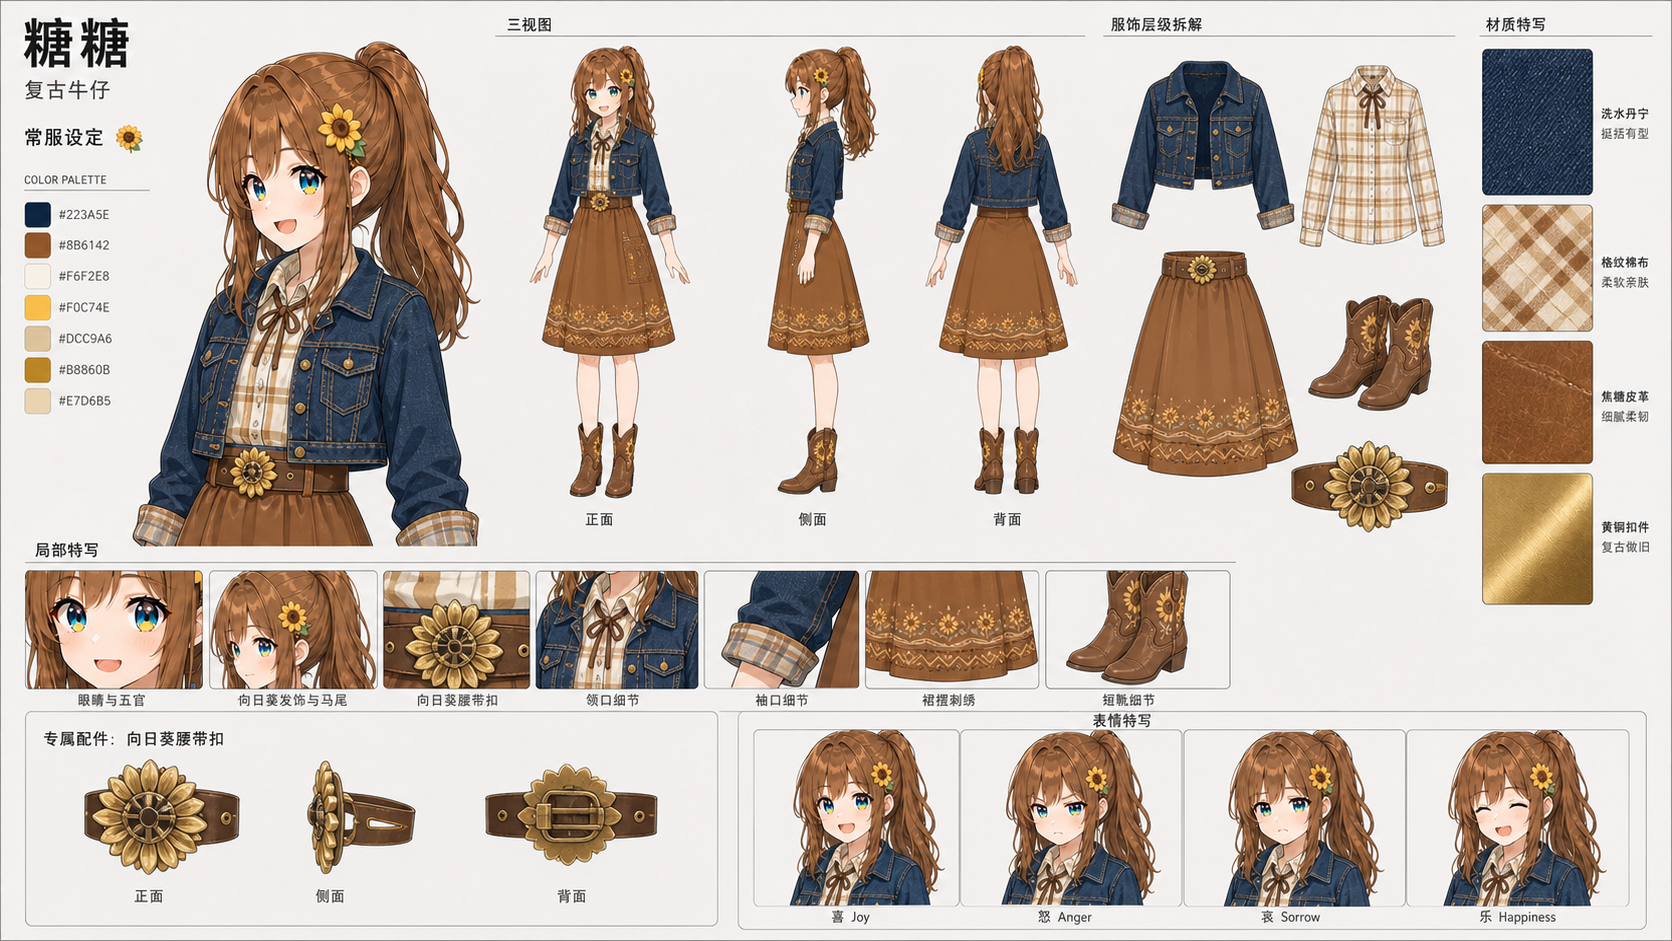 糖糖
复古牛仔
常服设定
COLOR PALETTE
#223A5E
#8B6142
#F6F2E8
#F0C74E
#DCC9A6
#B8860B
#E7D6B5
三视图
正面
侧面
背面
服饰层级拆解
材质特写
洗水丹宁
挺括有型
格纹棉布
柔软亲肤
焦糖皮革
细腻柔韧
黄铜扣件
复古做旧
局部特写
眼睛与五官
向日葵发饰与马尾
向日葵腰带扣
领口细节
袖口细节
裙摆刺绣
短靴细节
专属配件：向日葵腰带扣
正面
侧面
背面
表情特写
喜 Joy
怒 Anger
哀 Sorrow
乐 Happiness